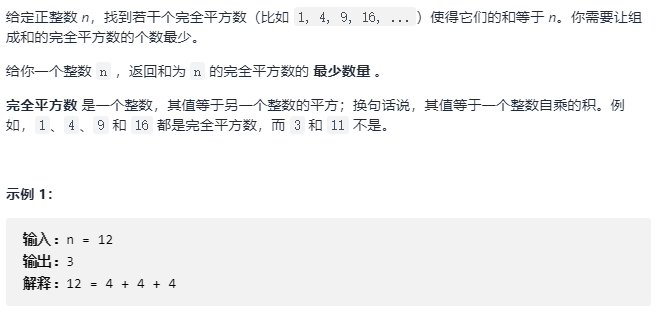 给定正整数 n，找到若干个完全平方数（比如 1, 4, 9, 16, ...）使得它们的和等于 n。你需要让组
成和的完全平方数的个数最少。
给你一个整数 n ，返回和为 n 的完全平方数的 最少数量 。
完全平方数 是一个整数，其值等于另一个整数的平方；换句话说，其值等于一个整数自乘的积。例
如，1、4、9 和 16 都是完全平方数，而 3 和 11 不是。
示例 1：
输入：n = 12
输出：3
解释：12 = 4 + 4 + 4